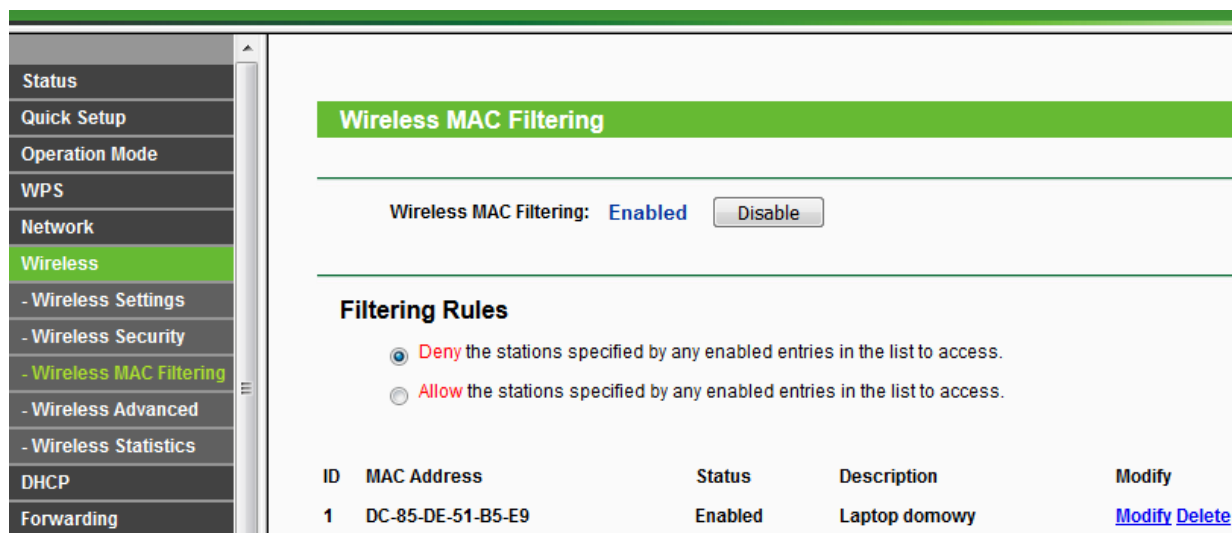 Status
Quick Setup
Operation Mode
WPS
Network
Wireless
- Wireless Settings
- Wireless Security
- Wireless MAC Filtering
- Wireless Advanced
- Wireless Statistics
DHCP
Forwarding
Wireless MAC Filtering
Wireless MAC Filtering: Enabled Disable
Filtering Rules
Deny the stations specified by any enabled entries in the list to access.
Allow the stations specified by any enabled entries in the list to access.
ID MAC Address Status Description Modify
1 DC-85-DE-51-B5-E9 Enabled Laptop domowy Modify Delete